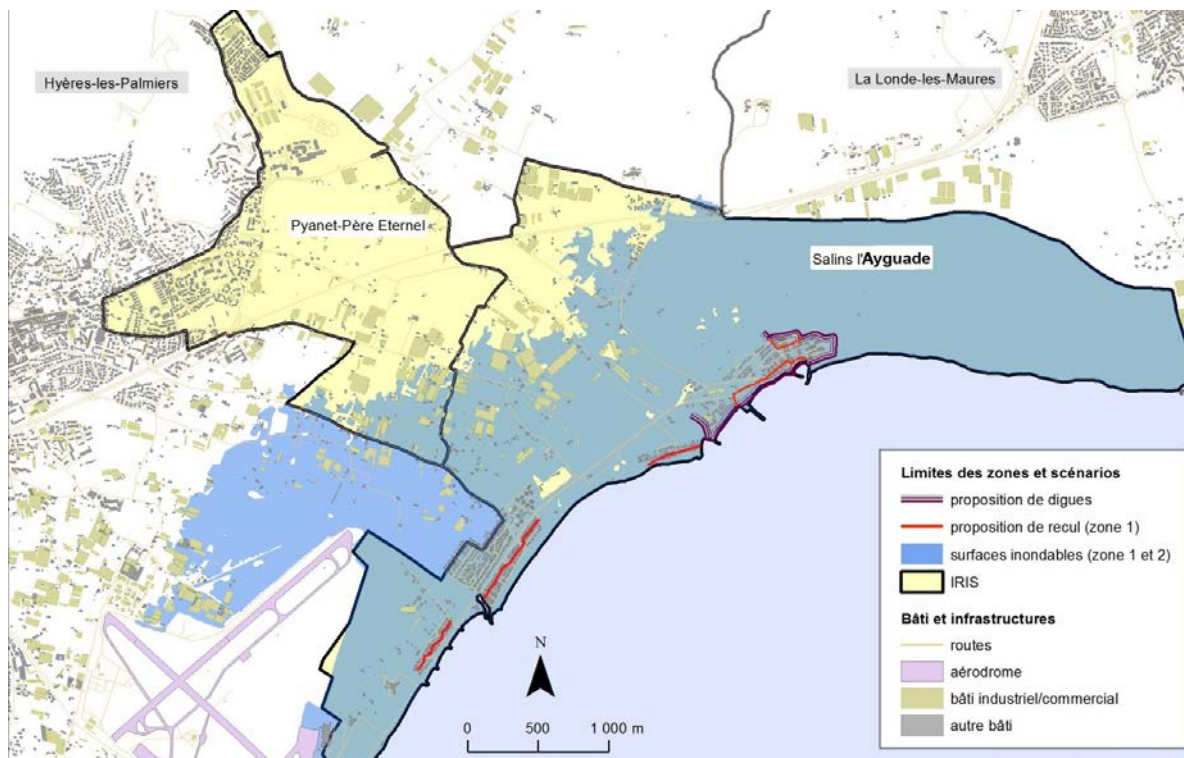 Hyères-les-Palmiers
La Londe-les-Maures
Pyanet-Père Eternel
Salins l'Ayguade
Limites des zones et scénarios
proposition de digues
proposition de recul (zone 1)
surfaces inondables (zone 1 et 2)
IRIS
Bâti et infrastructures
routes
aérodrome
bâti industriel/commercial
autre bâti
N
0 500 1 000 m